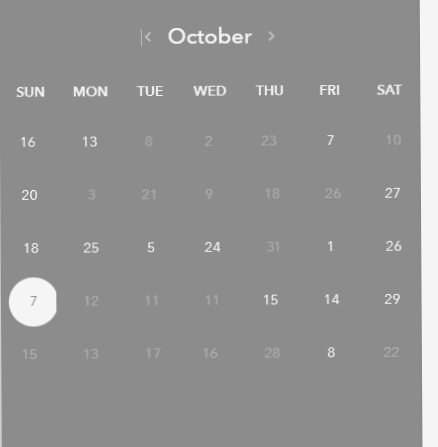 October
SUN MON TUE WED THU FRI SAT
16 13 8 2 23 7 10
20 3 21 9 18 26 27
18 25 5 24 31 1 26
7 12 11 11 15 14 29
15 13 17 16 28 8 22